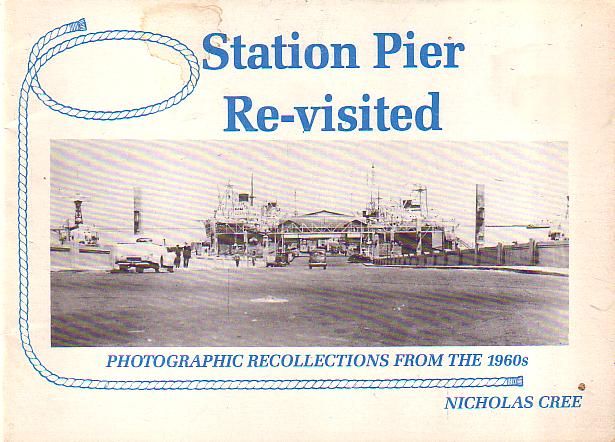 Station Pier
Re-visited
PHOTOGRAPHIC RECOLLECTIONS FROM THE 1960s
NICHOLAS CREE